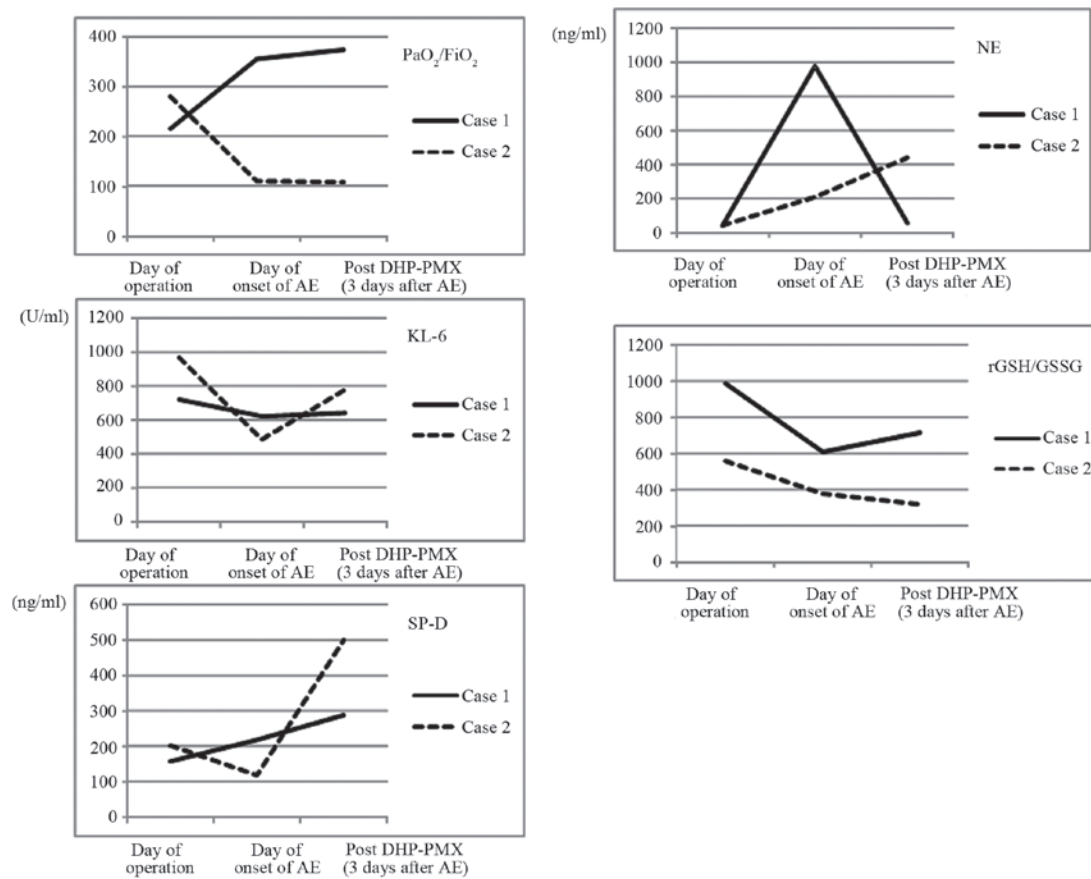 400
300
200
100
0
PaO2/FiO2
Case 1
Case 2
Day of
operation
Day of
onset of AE
Post DHP-PMX
(3 days after AE)
(U/ml)
1200
1000
800
600
400
200
0
KL-6
Case 1
Case 2
Day of
operation
Day of
onset of AE
Post DHP-PMX
(3 days after AE)
(ng/ml)
600
500
400
300
200
100
0
SP-D
Case 1
Case 2
Day of
operation
Day of
onset of AE
Post DHP-PMX
(3 days after AE)
(ng/ml)
1200
1000
800
600
400
200
0
NE
Case 1
Case 2
Day of
operation
Day of
onset of AE
Post DHP-PMX
(3 days after AE)
1200
1000
800
600
400
200
0
rGSH/GSSG
Case 1
Case 2
Day of
operation
Day of
onset of AE
Post DHP-PMX
(3 days after AE)